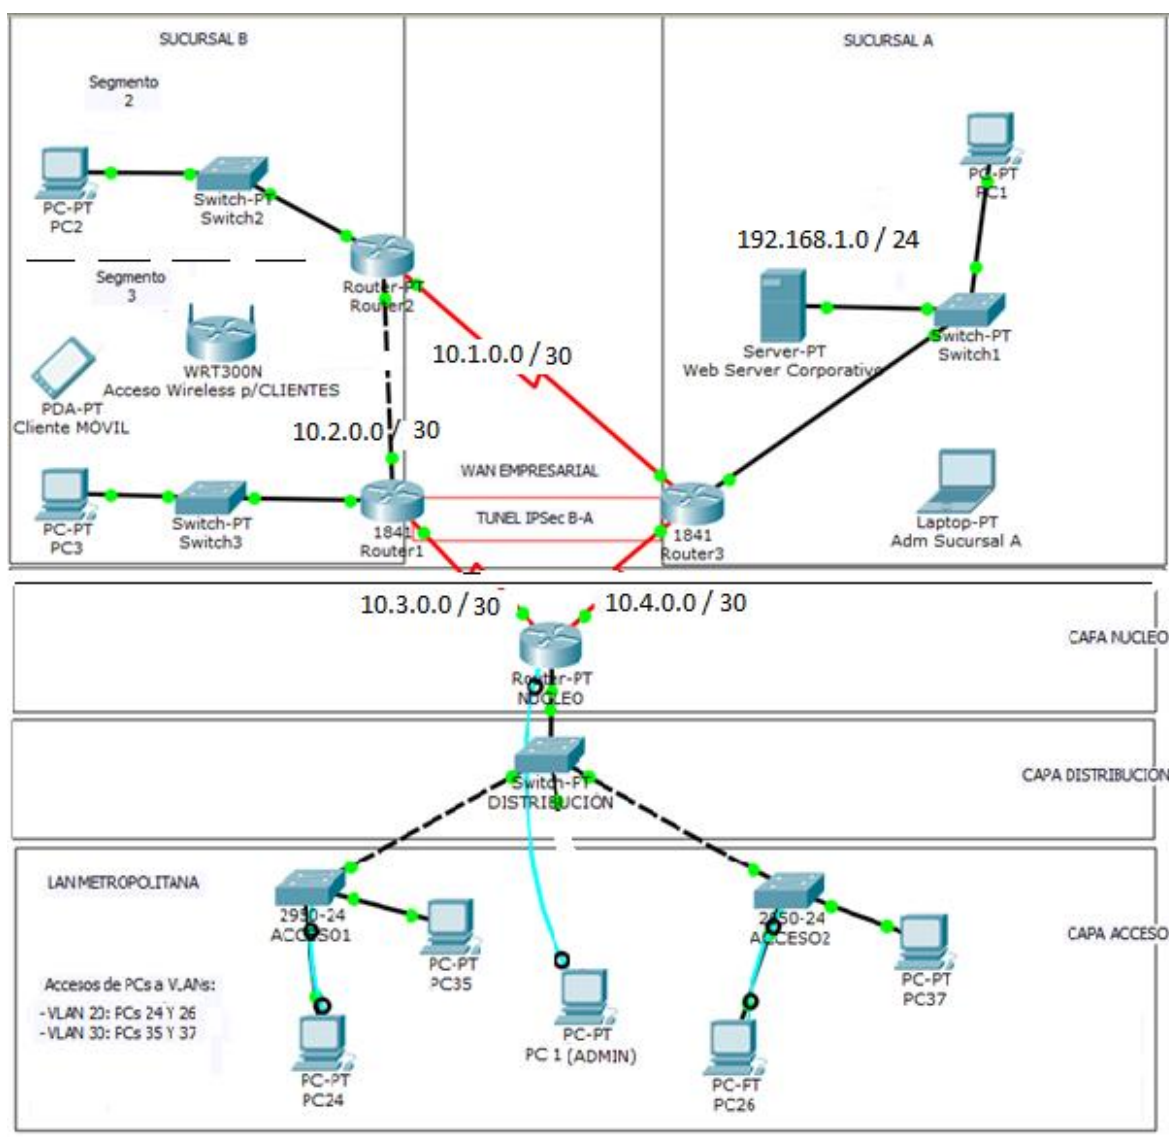 SUCURSAL B
Segmento
2
PC-PT
PC2
Switch-PT
Switch2
Router-PT
Router2
Segmento
3
WRT300N
Acceso Wireless p/CLIENTES
PDA-PT
Cliente MÓVIL
10.2.0.0 / 30
PC-PT
PC3
Switch-PT
Switch3
1841
Router1
10.1.0.0 / 30
WAN EMPRESARIAL
TUNEL IPSec B-A
SUCURSAL A
PC-PT
PC1
192.168.1.0 / 24
Server-PT
Web Server Corporativo
Switch-PT
Switch1
1841
Router3
Laptop-PT
Adm Sucursal A
10.3.0.0 / 30
10.4.0.0 / 30
Router-PT
NUCLEO
CAPA NUCLEO
Switch-PT
DISTRIBUCION
CAPA DISTRIBUCION
LAN METROPOLITANA
2950-24
ACCESO1
PC-PT
PC35
2950-24
ACCESO2
PC-PT
PC37
CAPA ACCESO
Accesos de PCs a VLANs:
- VLAN 20: PCs 24 Y 26
- VLAN 30: PCs 35 Y 37
PC-PT
PC24
PC-PT
PC 1 (ADMIN)
PC-PT
PC26